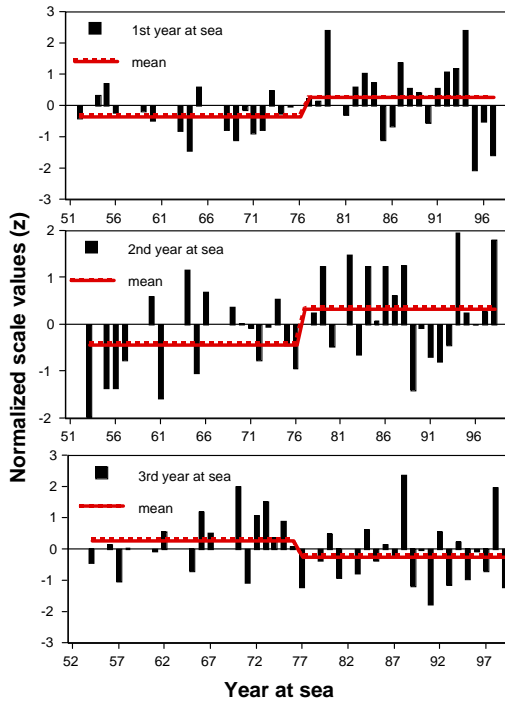 Normalized scale values (z)
3
2
1
0
-1
-2
-3
1st year at sea
mean
51 56 61 66 71 76 81 86 91 96
2
1
0
-1
-2
2nd year at sea
mean
51 56 61 66 71 76 81 86 91 96
3
2
1
0
-1
-2
-3
3rd year at sea
mean
52 57 62 67 72 77 82 87 92 97
Year at sea